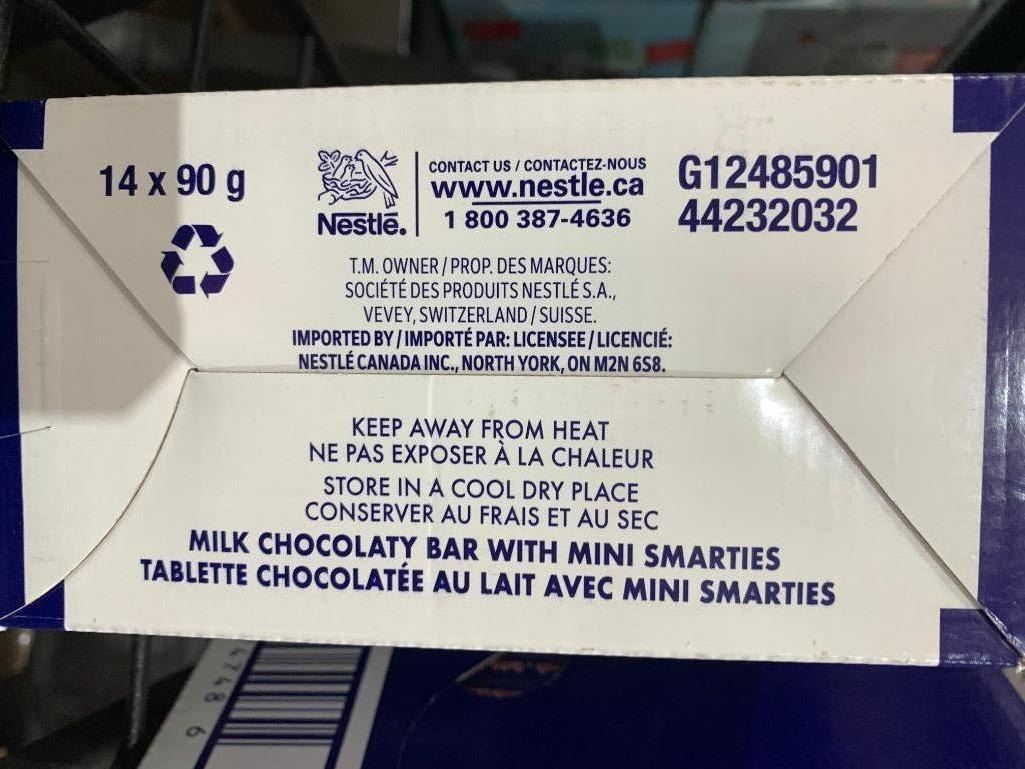 14 x 90 g
Nestlé.
CONTACT US / CONTACTEZ-NOUS
www.nestle.ca
1 800 387-4636
G12485901
44232032
T.M. OWNER / PROP. DES MARQUES:
SOCIÉTÉ DES PRODUITS NESTLÉ S.A.,
VEVEY, SWITZERLAND / SUISSE.
IMPORTED BY / IMPORTÉ PAR: LICENSEE / LICENCIÉ:
NESTLÉ CANADA INC., NORTH YORK, ON M2N 6S8.
KEEP AWAY FROM HEAT
NE PAS EXPOSER À LA CHALEUR
STORE IN A COOL DRY PLACE
CONSERVER AU FRAIS ET AU SEC
MILK CHOCOLATY BAR WITH MINI SMARTIES
TABLETTE CHOCOLATÉE AU LAIT AVEC MINI SMARTIES